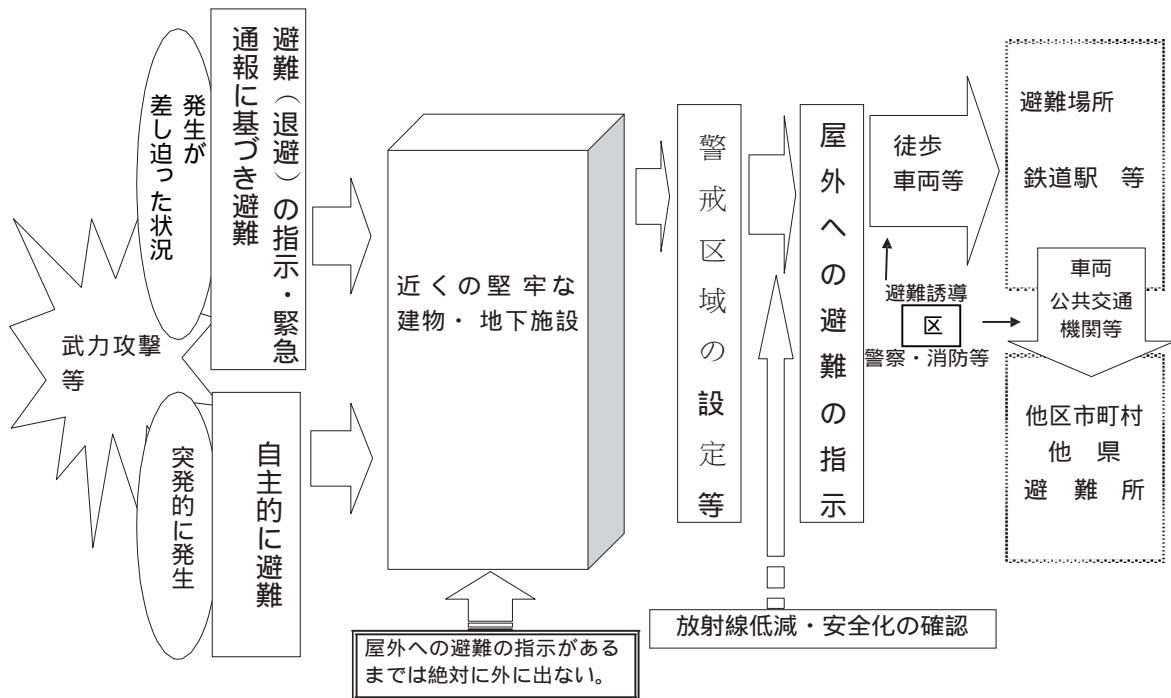 武力攻撃
等
発生が
差し迫った状況
避難（退避）の指示・緊急
通報に基づき避難
突発的に発生
自主的に避難
近くの堅牢な
建物・地下施設
屋外への避難の指示がある
までは絶対に外に出ない。
警戒区域の設定等
屋外への避難の指示
放射線低減・安全化の確認
徒歩
車両等
避難誘導
区
警察・消防等
避難場所
鉄道駅 等
車両
公共交通
機関等
他区市町村
他 県
避 難 所